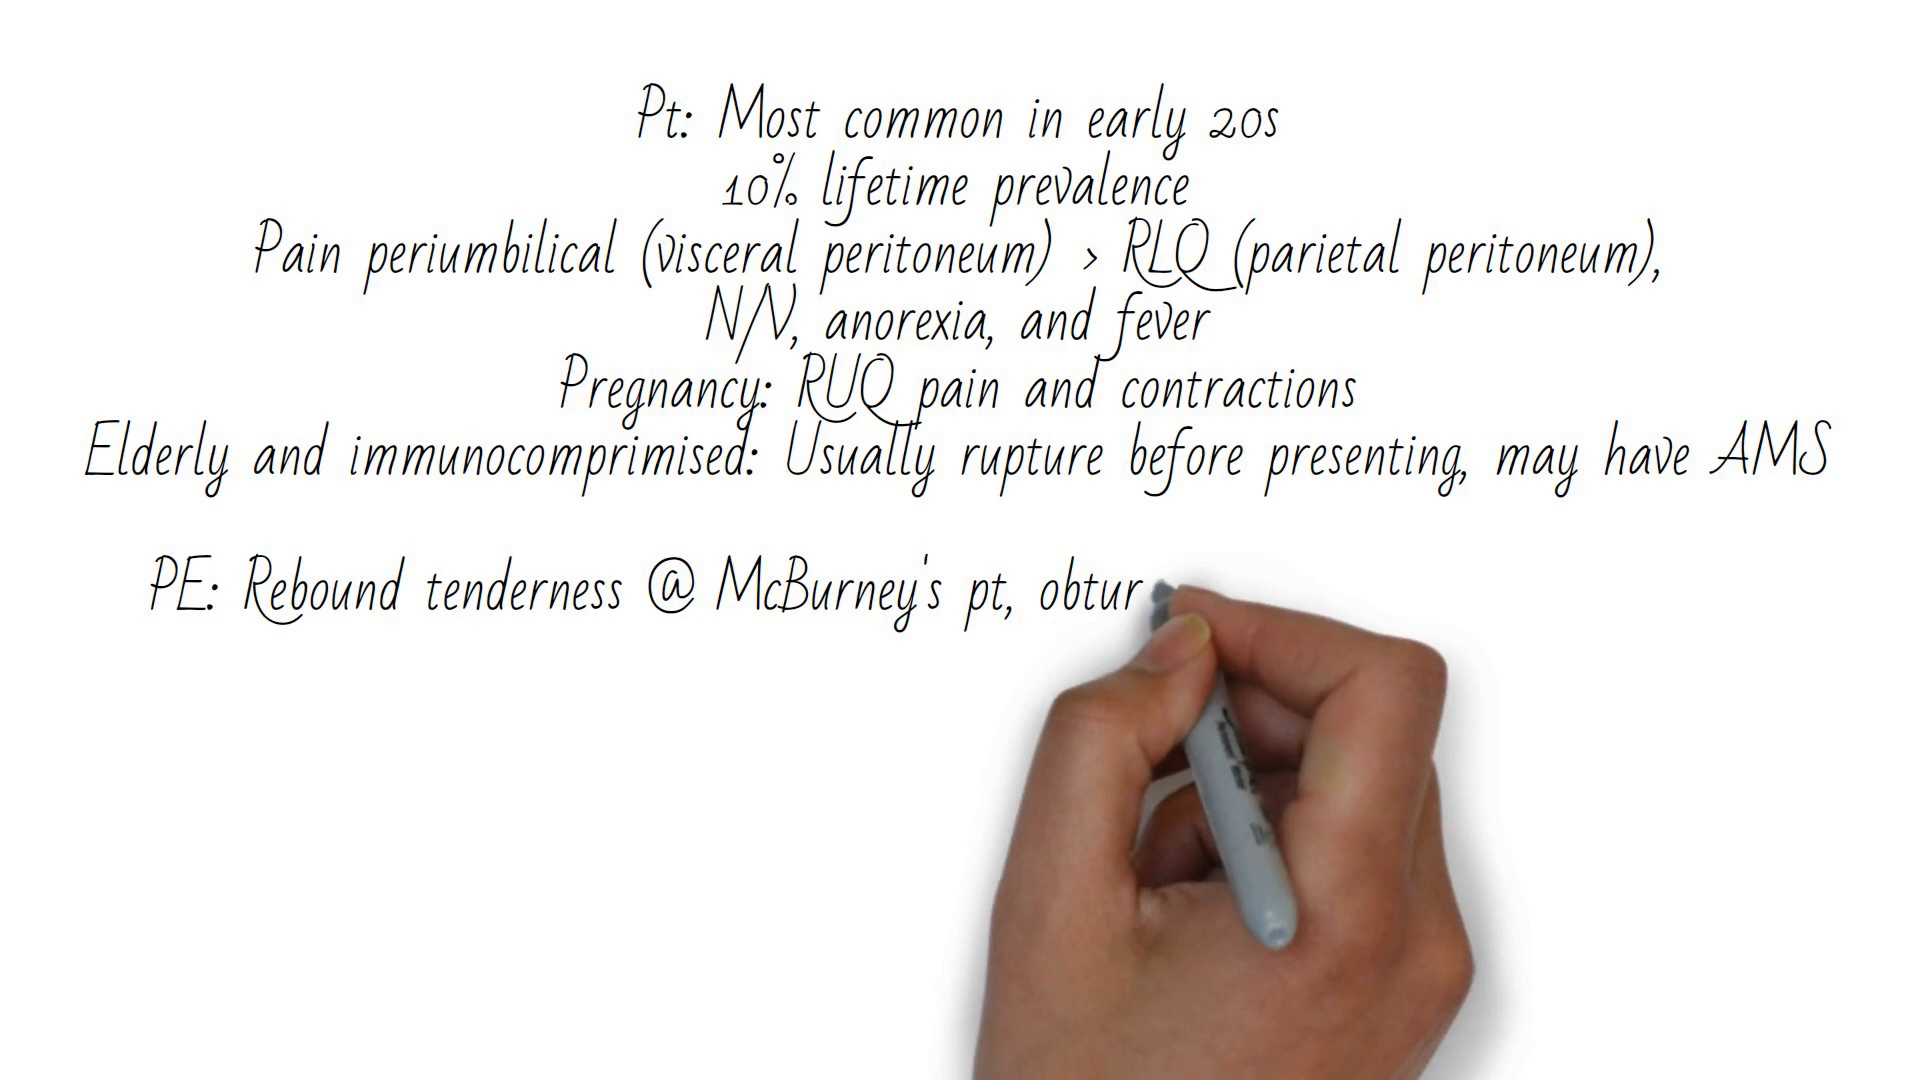 Pt: Most common in early 20s
10% lifetime prevalence
Pain periumbilical (visceral peritoneum) > RLQ (parietal peritoneum),
N/V, anorexia, and fever
Pregnancy: RUQ pain and contractions
Elderly and immunocomprimised: Usually rupture before presenting, may have AMS
PE: Rebound tenderness @ McBurney's pt, obtur